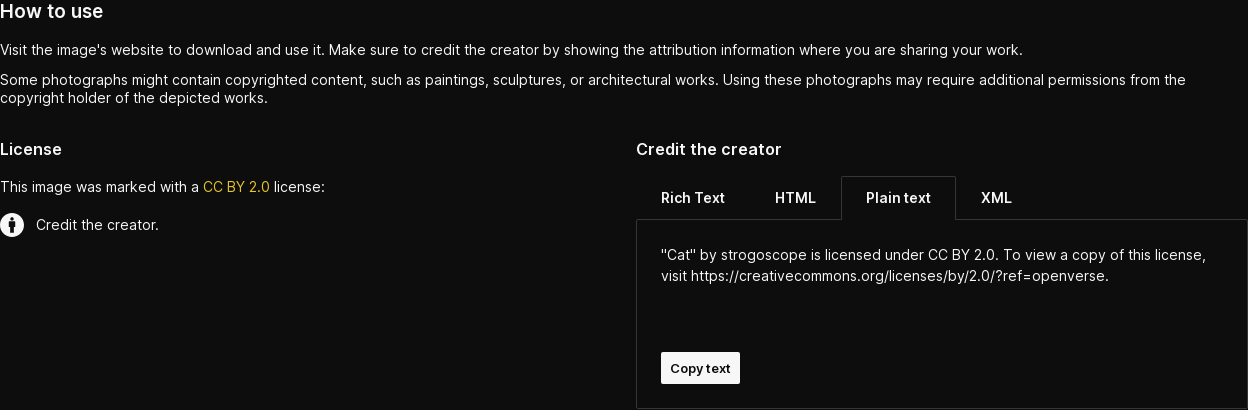 How to use
Visit the image's website to download and use it. Make sure to credit the creator by showing the attribution information where you are sharing your work.
Some photographs might contain copyrighted content, such as paintings, sculptures, or architectural works. Using these photographs may require additional permissions from the
copyright holder of the depicted works.
License
This image was marked with a CC BY 2.0 license:
Credit the creator.
Credit the creator
Rich Text HTML Plain text XML
"Cat" by strogoscope is licensed under CC BY 2.0. To view a copy of this license,
visit https://creativecommons.org/licenses/by/2.0/?ref=openverse.
Copy text